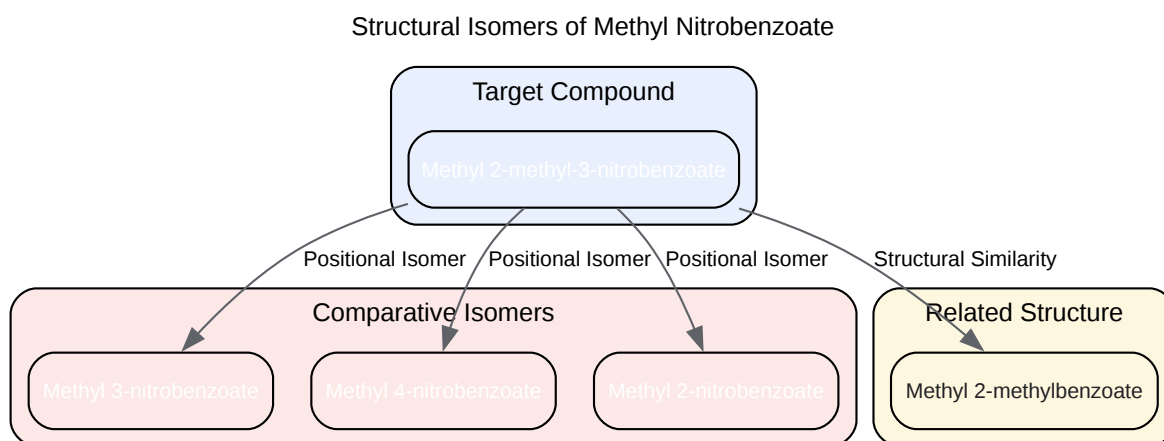 Structural Isomers of Methyl Nitrobenzoate
Target Compound
Methyl 2-methyl-3-nitrobenzoate
Positional Isomer
Positional Isomer
Positional Isomer
Structural Similarity
Comparative Isomers
Related Structure
Methyl 3-nitrobenzoate
Methyl 4-nitrobenzoate
Methyl 2-nitrobenzoate
Methyl 2-methylbenzoate